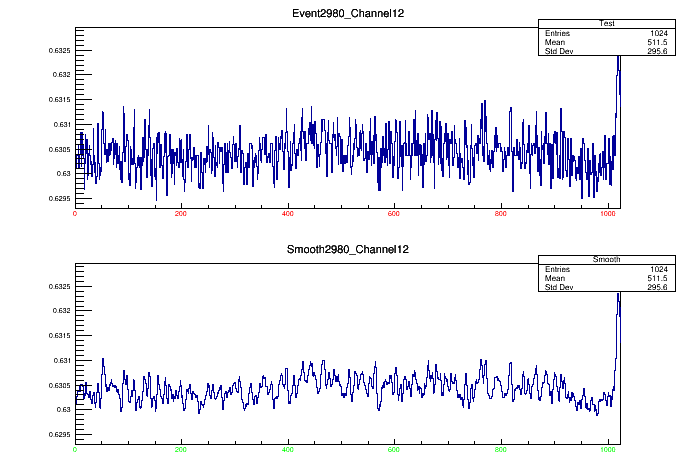 Event2980_Channel12
Test
Entries 1024
Mean 511.5
Std Dev 295.6
0.6325
0.632
0.6315
0.631
0.6305
0.63
0.6295
0 200 400 600 800 1000
Smooth2980_Channel12
Smooth
Entries 1024
Mean 511.5
Std Dev 295.6
0.6325
0.632
0.6315
0.631
0.6305
0.63
0.6295
0 200 400 600 800 1000